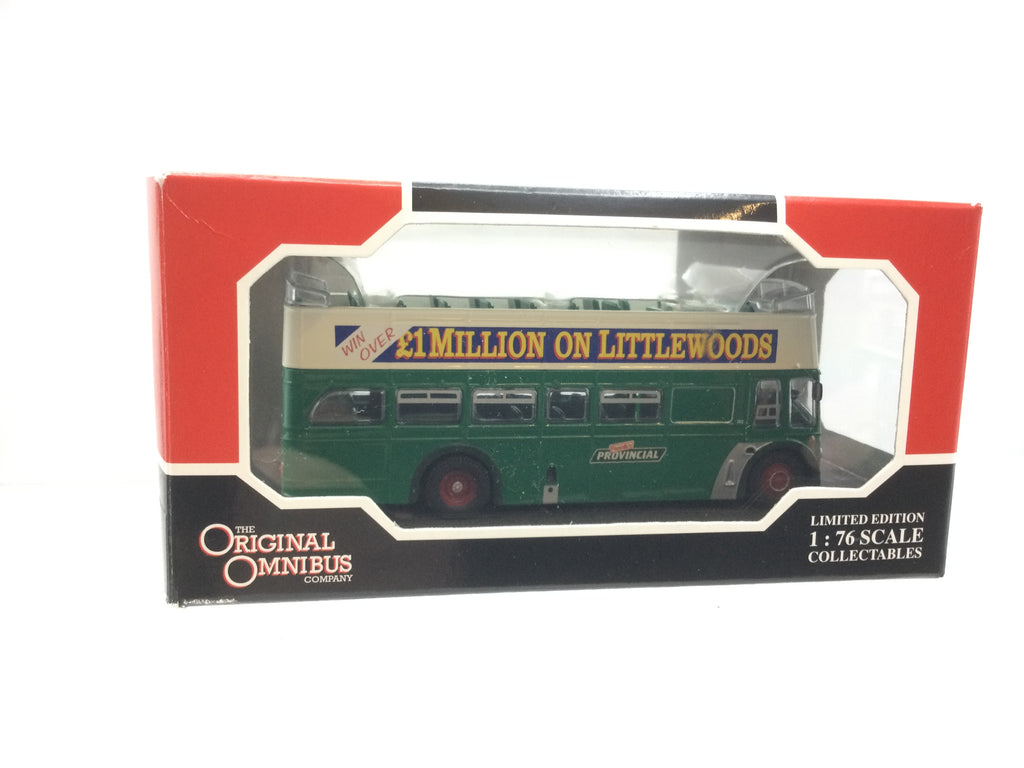 WIN
OVER
£1 MILLION ON LITTLEWOODS
PROVINCIAL
THE
ORIGINAL
OMNIBUS
COMPANY
LIMITED EDITION
1 : 76 SCALE
COLLECTABLES